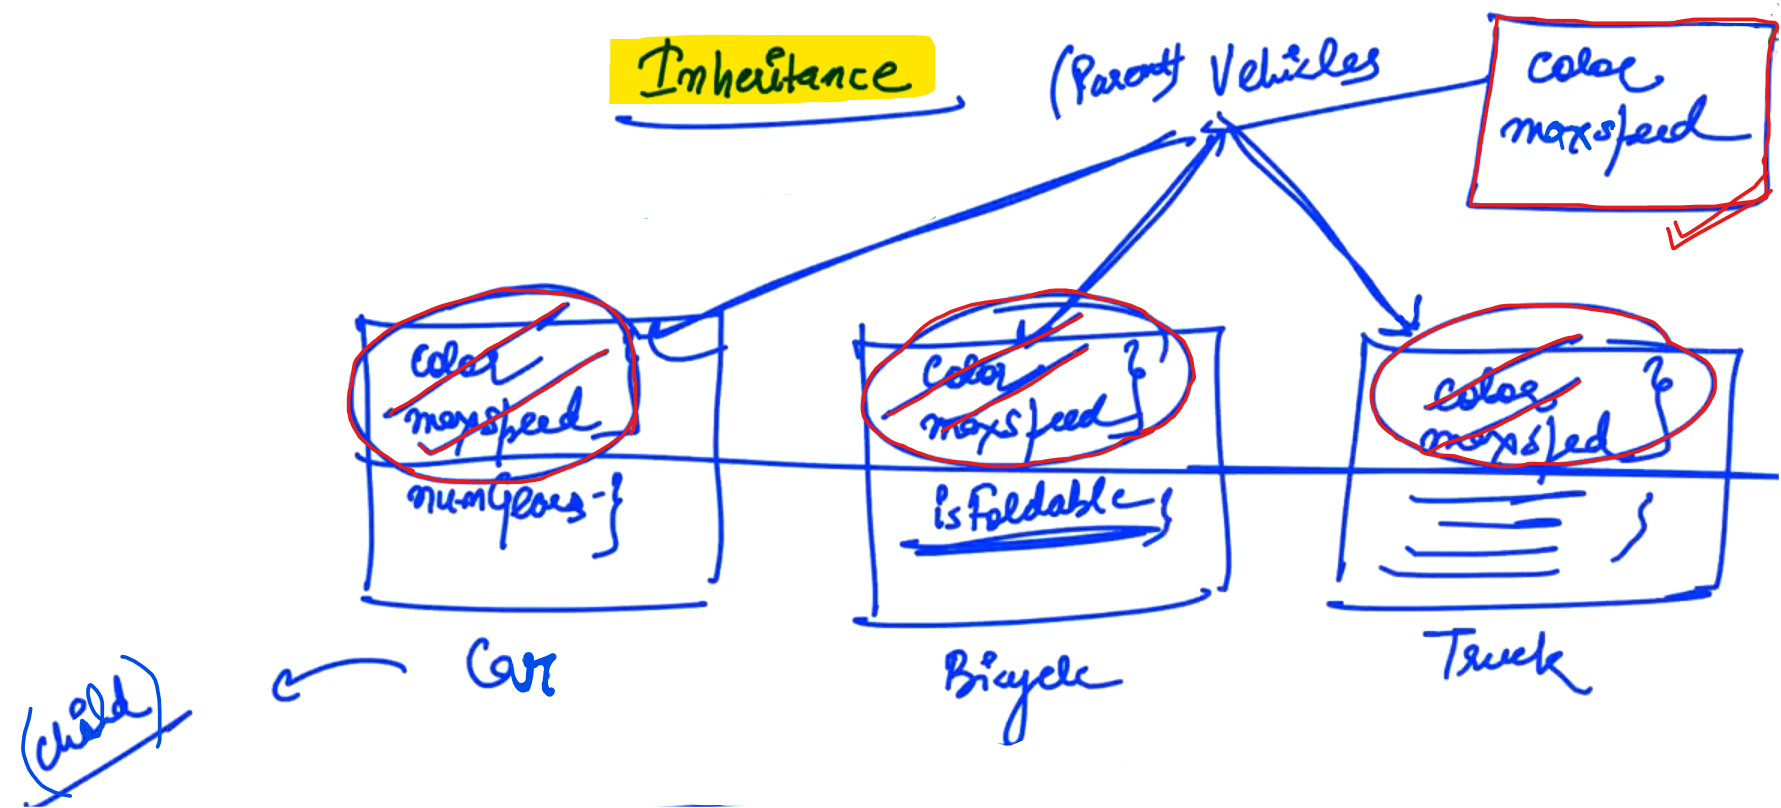 Inheritance
(Parent) Vehicles
color
maxspeed
color
maxspeed
numGears
color
maxspeed
isFoldable
color
maxspeed
Car
Bicycle
Truck
(child)